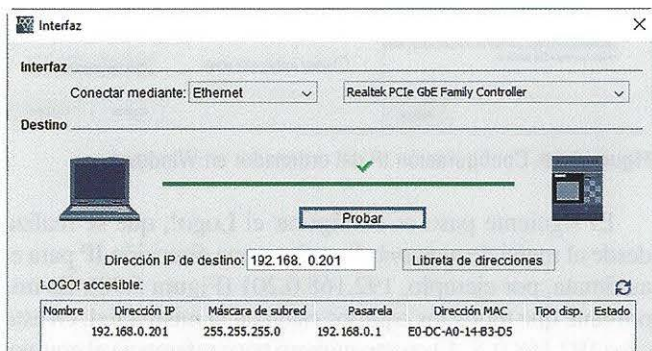 Interfaz
Interfaz
Conectar mediante: Ethernet Realtek PCIe GbE Family Controller
Destino
Probar
Dirección IP de destino: 192.168. 0.201 Libreta de direcciones
LOGO! accesible:
Nombre Dirección IP Máscara de subred Pasarela Dirección MAC Tipo disp. Estado
192.168.0.201 255.255.255.0 192.168.0.1 E0-DC-A0-14-B3-D5